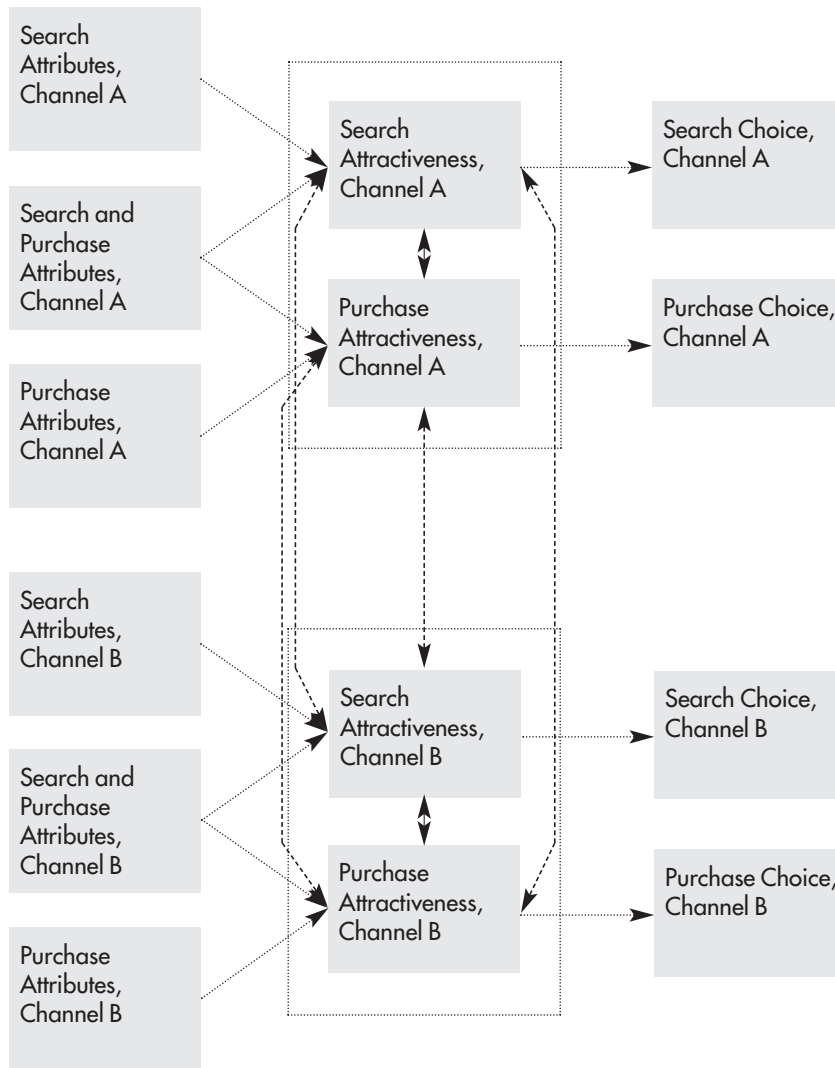 Search
Attributes,
Channel A
Search and
Purchase
Attributes,
Channel A
Purchase
Attributes,
Channel A
Search
Attractiveness,
Channel A
Purchase
Attractiveness,
Channel A
Search Choice,
Channel A
Purchase Choice,
Channel A
Search
Attributes,
Channel B
Search and
Purchase
Attributes,
Channel B
Purchase
Attributes,
Channel B
Search
Attractiveness,
Channel B
Purchase
Attractiveness,
Channel B
Search Choice,
Channel B
Purchase Choice,
Channel B